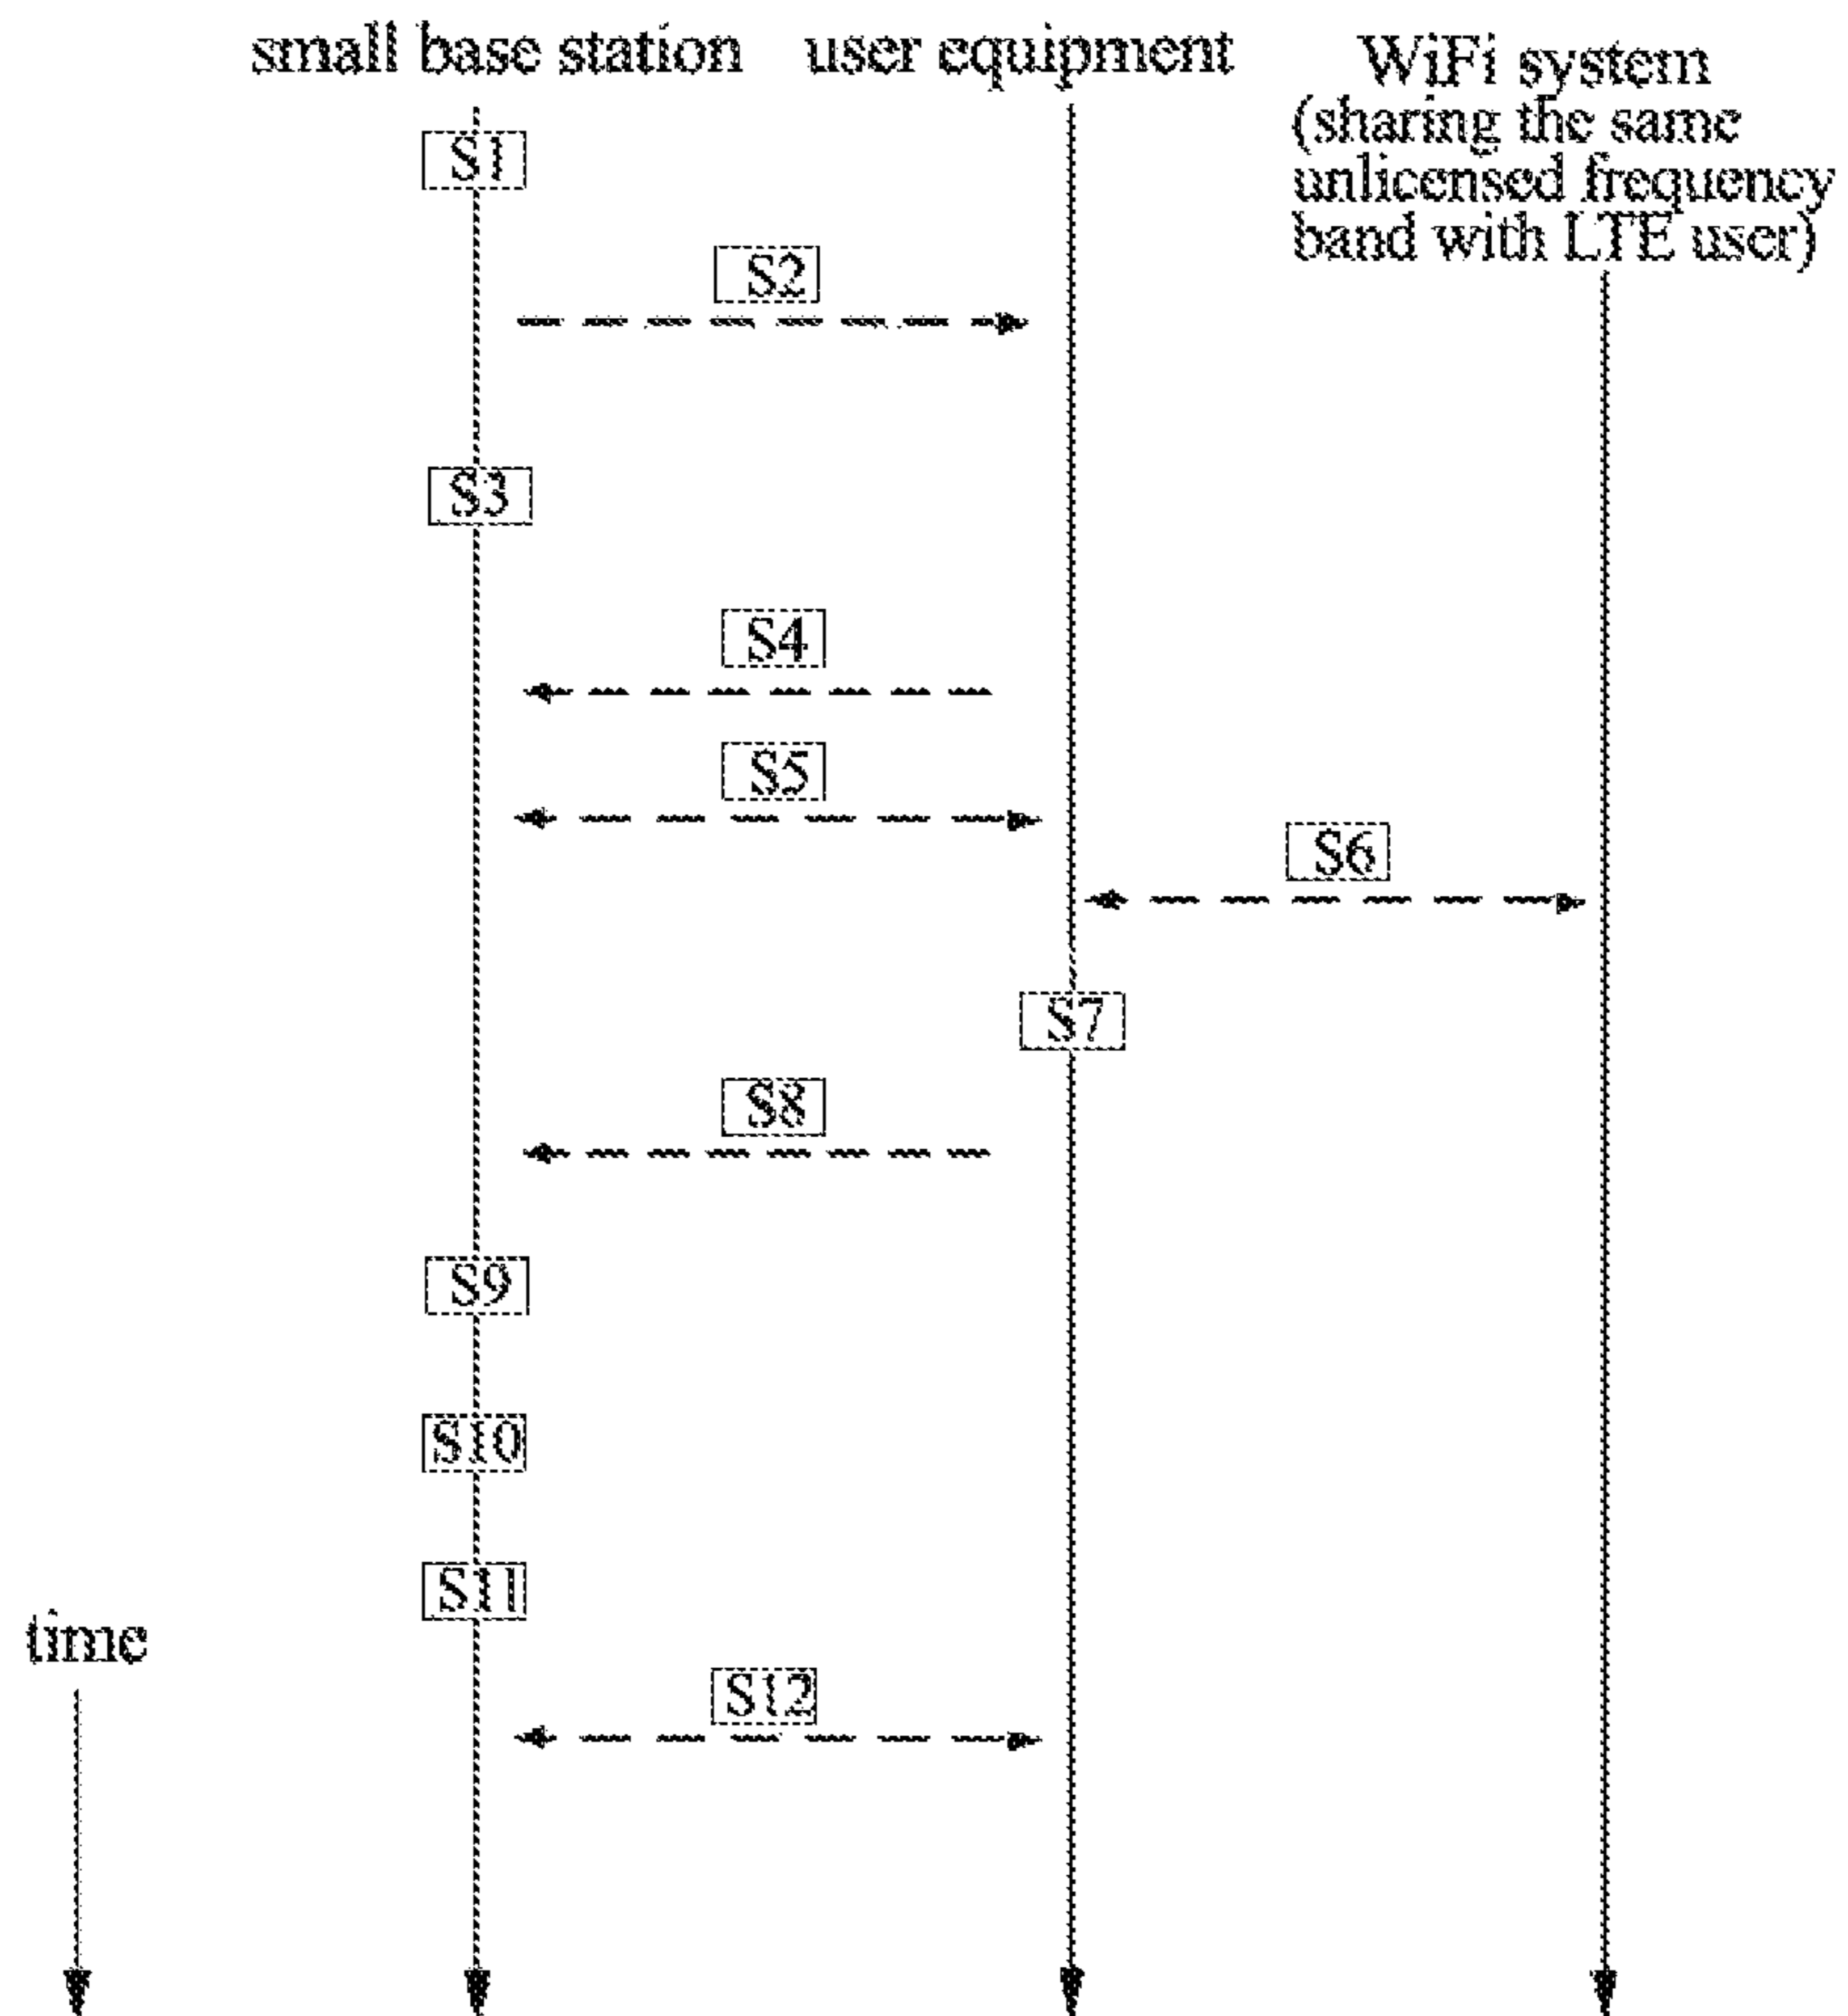 small base station
user equipment
WiFi system
(sharing the same
unlicensed frequency
band with LTE user)
S1
S2
S3
S4
S5
S6
S7
S8
S9
S10
S11
time
S12